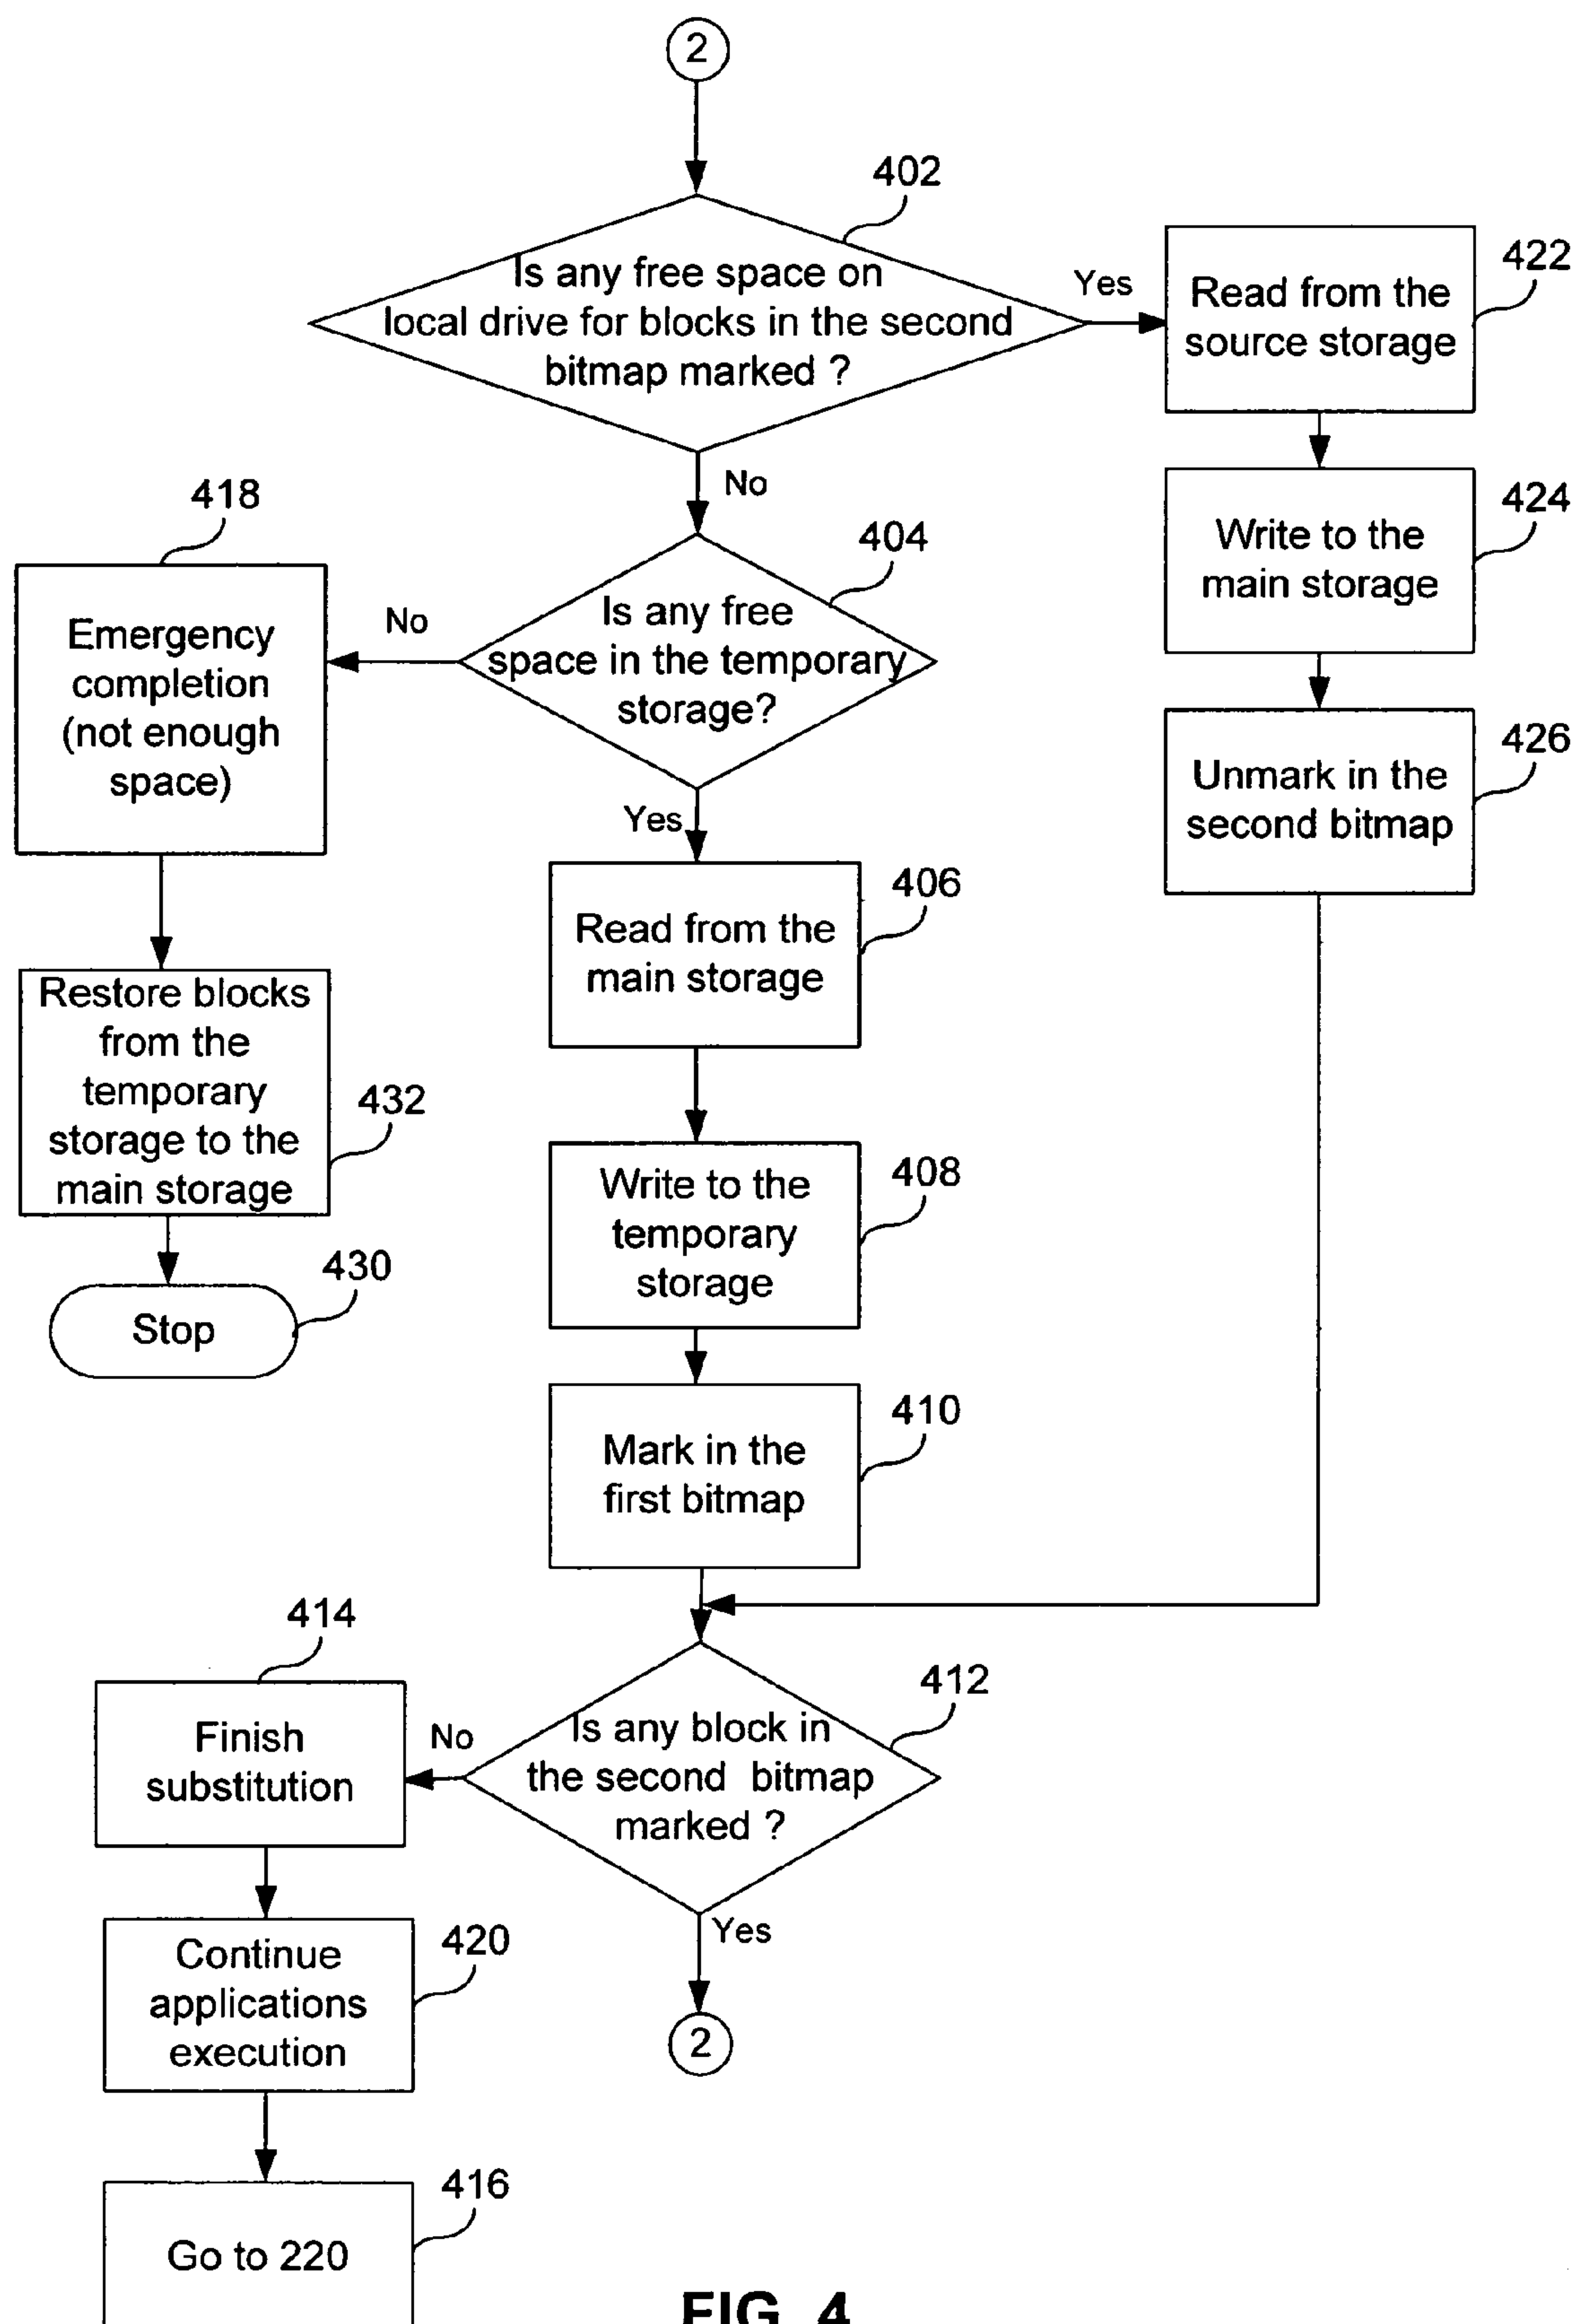 2
402
Is any free space on
local drive for blocks in the second
bitmap marked ?
Yes
Read from the
source storage
422
No
424
Write to the
main storage
418
404
Emergency
completion
(not enough
space)
No
Is any free
space in the temporary
storage?
Yes
426
Unmark in the
second bitmap
406
Read from the
main storage
Restore blocks
from the
temporary
storage to the
main storage
432
408
Write to the
temporary
storage
430
Stop
410
Mark in the
first bitmap
414
412
Finish
substitution
No
Is any block in
the second bitmap
marked ?
Yes
420
Continue
applications
execution
2
416
Go to 220
FIG. 4